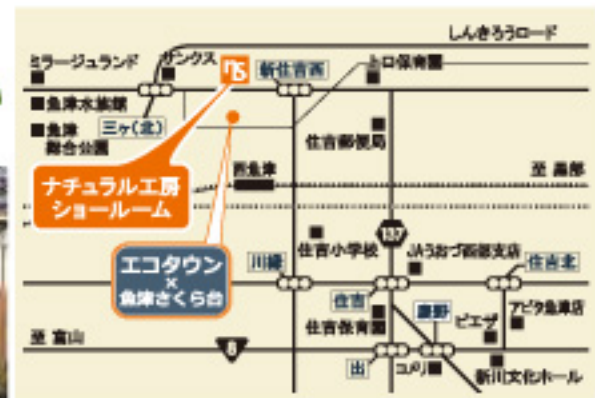 しんきろうロード
ミラージュランド
サンクス
新住吉西
上口保育園
魚津水族館
魚津
総合公園
三ヶ(北)
住吉郵便局
西魚津
至 黒部
ナチュラル工房
ショールーム
住吉小学校
137
JAうおづ西部支店
川縁
住吉北
エコタウン
×
魚津さくら台
住吉
住吉保育園
慶野
ピエザ
アピタ魚津店
至 富山
8
出
コメリ
新川文化ホール